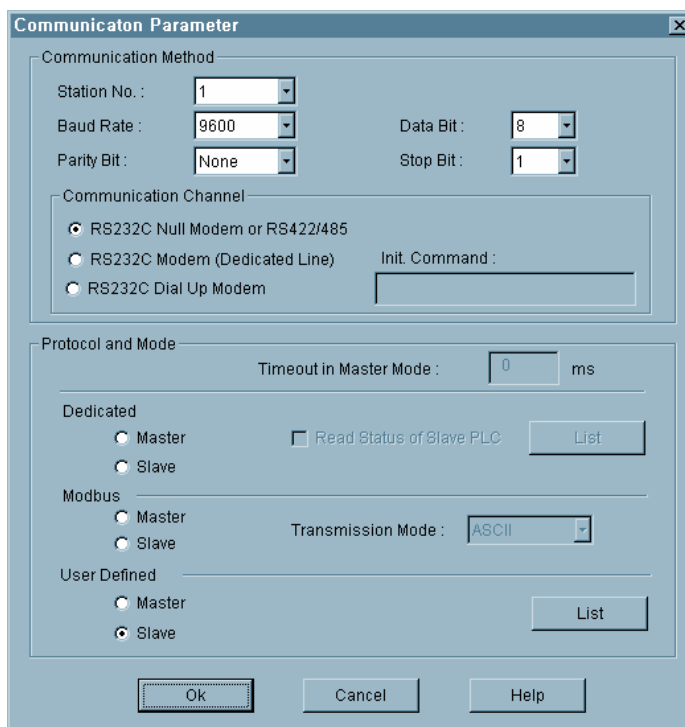 Communicaton Parameter
Communication Method
Station No. : 1
Baud Rate : 9600 Data Bit : 8
Parity Bit : None Stop Bit : 1
Communication Channel
RS232C Null Modem or RS422/485
RS232C Modem (Dedicated Line) Init. Command :
RS232C Dial Up Modem
Protocol and Mode
Timeout in Master Mode : 0 ms
Dedicated
Master Read Status of Slave PLC List
Slave
Modbus
Master
Transmission Mode : ASCII
Slave
User Defined
Master
List
Slave
Ok Cancel Help